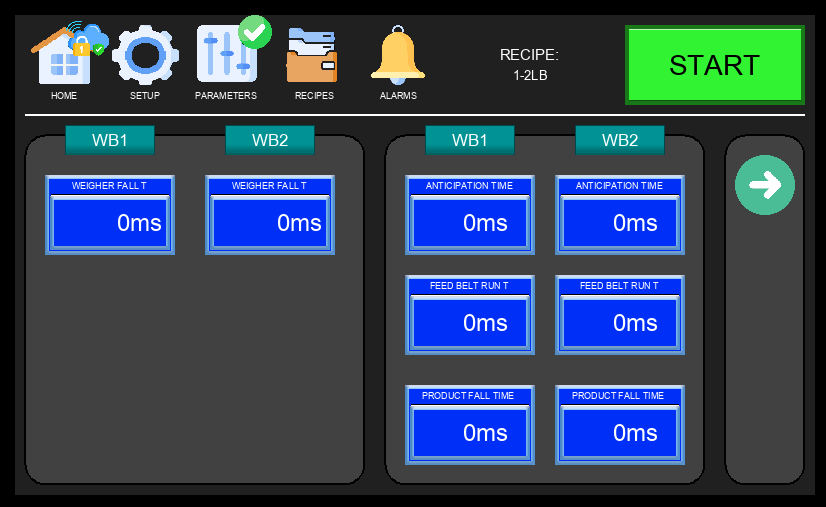 HOME
SETUP
PARAMETERS
RECIPES
ALARMS
RECIPE:
1-2LB
START
WB1
WB2
WEIGHER FALL T
WEIGHER FALL T
0ms
0ms
WB1
WB2
ANTICIPATION TIME
ANTICIPATION TIME
0ms
0ms
FEED BELT RUN T
FEED BELT RUN T
0ms
0ms
PRODUCT FALL TIME
PRODUCT FALL TIME
0ms
0ms